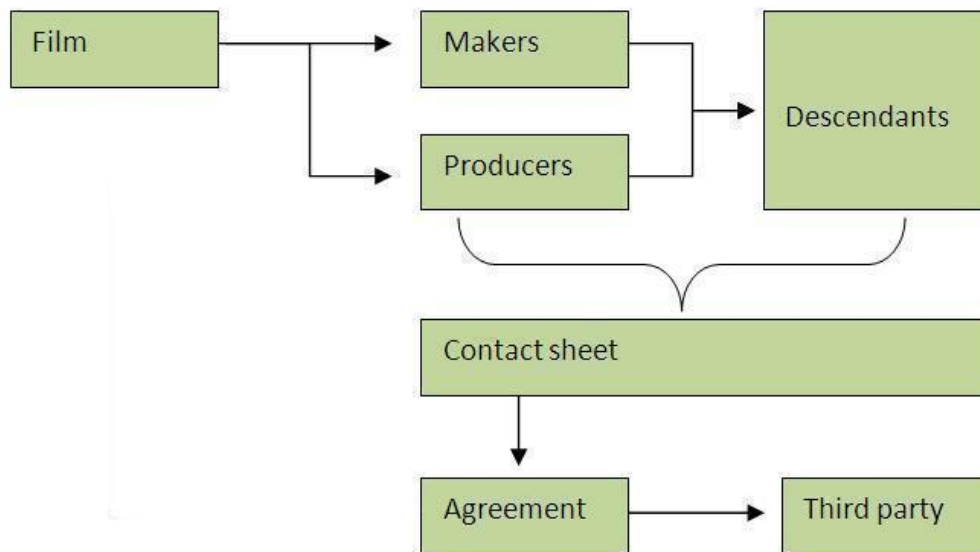 Film
Makers
Producers
Descendants
Contact sheet
Agreement
Third party